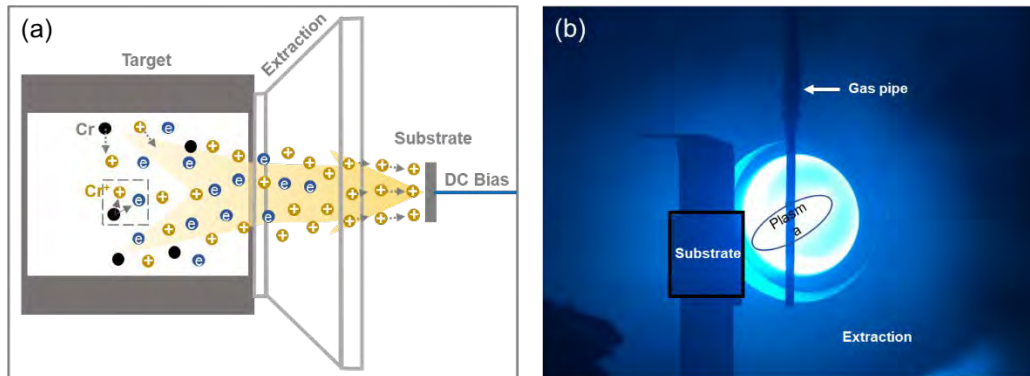 (a)
Target
Extraction
Cr
Substrate
DC Bias
Cr⁺
e
e
e
e
e
e
e
e
e
e
e
e
e
e
(b)
Gas pipe
Plasm
a
Substrate
Extraction